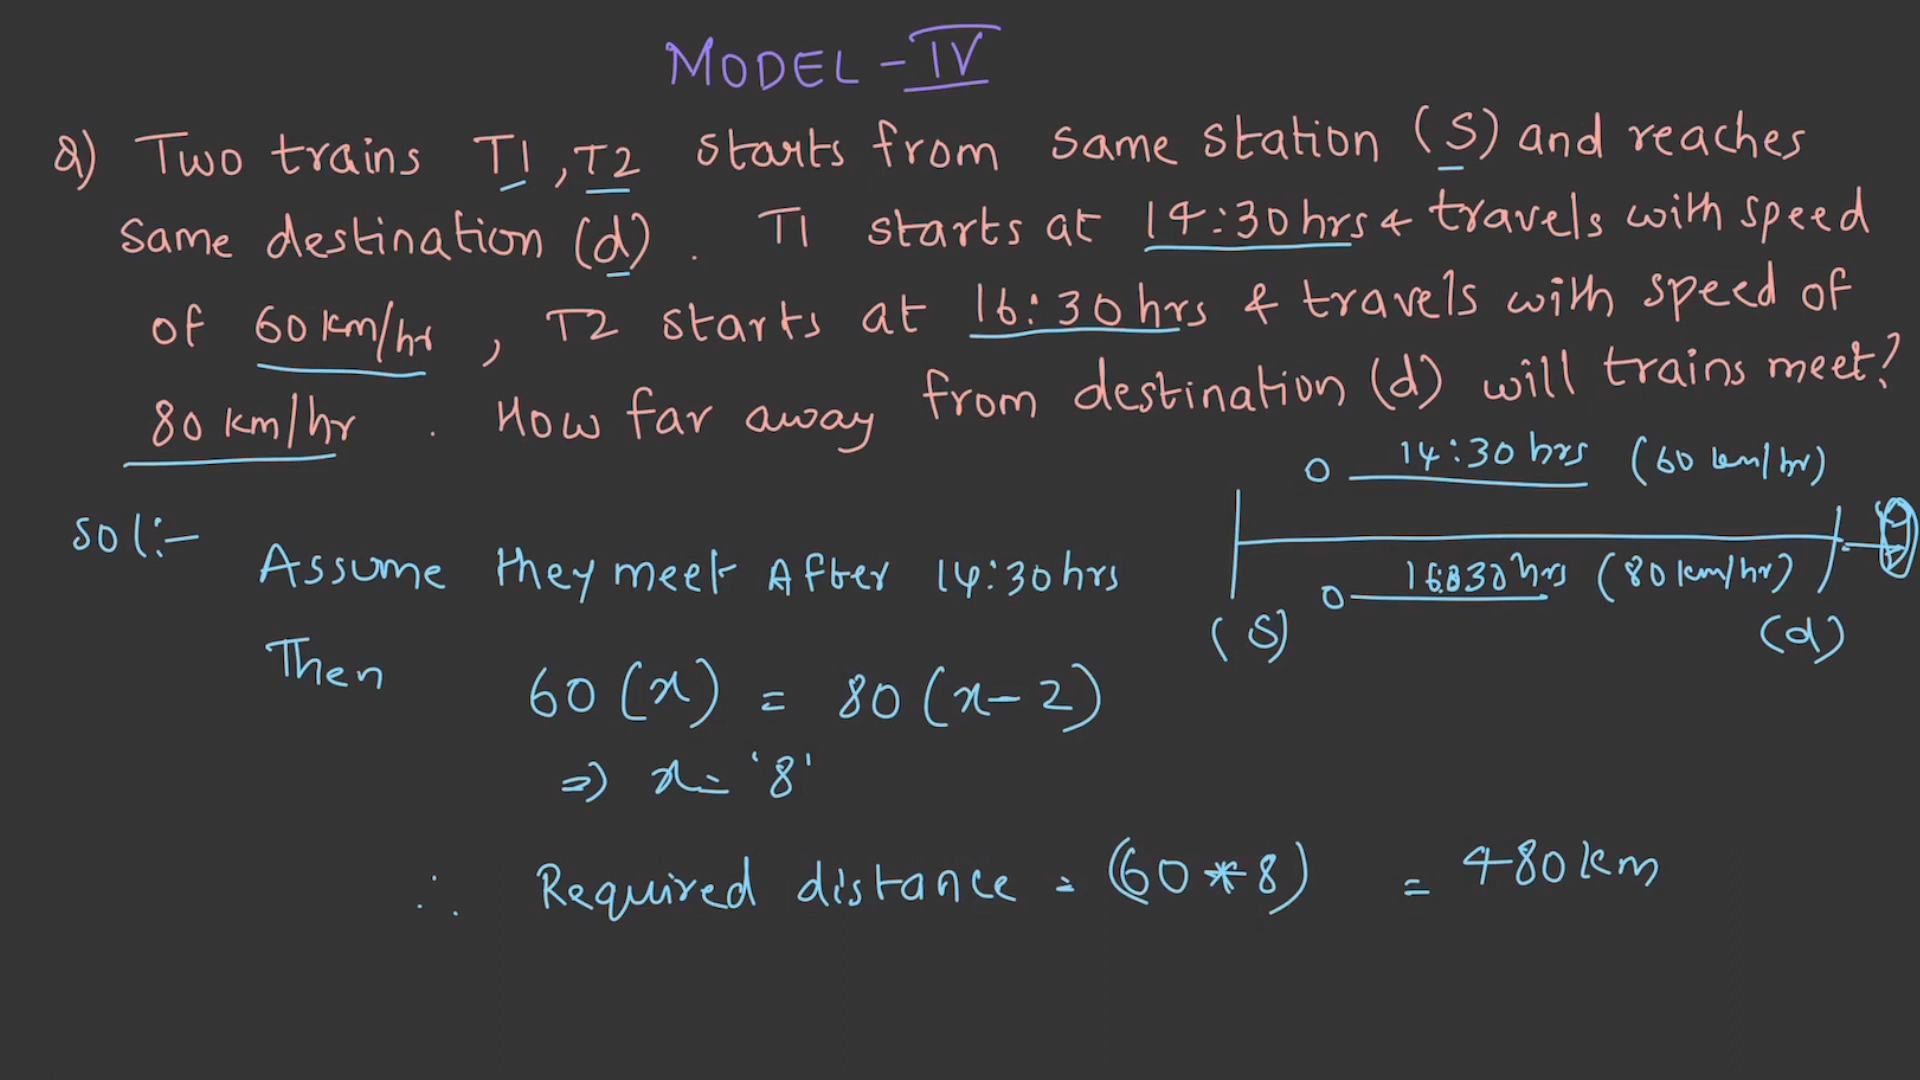 MODEL - IV
Q) Two trains T1, T2 starts from same station (S) and reaches
same destination (d). T1 starts at 14:30 hrs & travels with speed
of 60 km/hr, T2 starts at 16:30 hrs & travels with speed of
80 km/hr. How far away from destination (d) will trains meet?
0 14:30 hrs (60 km/hr)
0 16:30 hrs (80 km/hr)
(S) (d)
Sol:-
Assume they meet After 14:30 hrs
Then
60 (x) = 80 (x-2)
=> x = '8'
∴ Required distance = (60 * 8) = 480 km